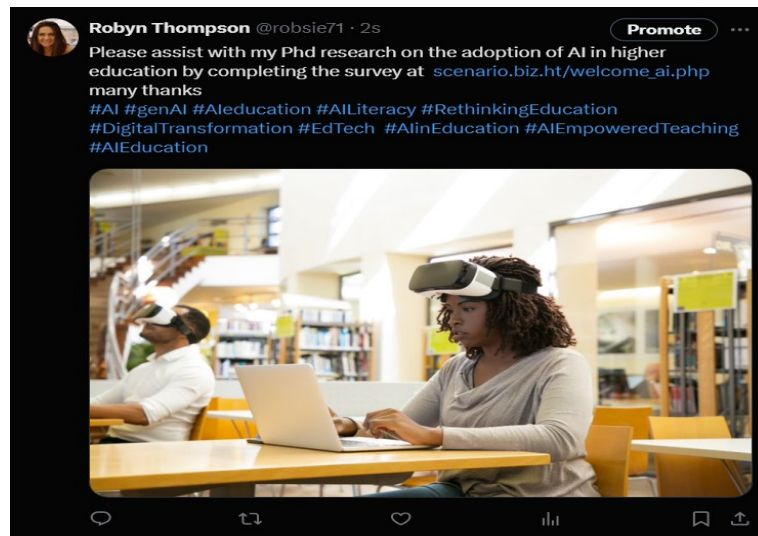 Robyn Thompson @robsie71 · 2s
Promote
Please assist with my Phd research on the adoption of AI in higher
education by completing the survey at scenario.biz.ht/welcome_ai.php
many thanks
#AI #genAI #AIeducation #AILiteracy #RethinkingEducation
#DigitalTransformation #EdTech #AIinEducation #AIEmpoweredTeaching
#AIEducation